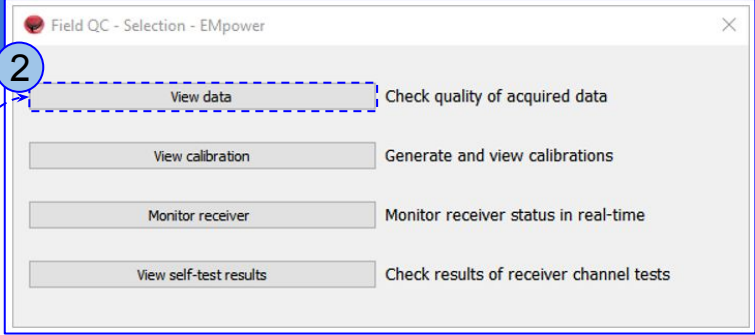 Field QC - Selection - EMpower
2
View data Check quality of acquired data
View calibration Generate and view calibrations
Monitor receiver Monitor receiver status in real-time
View self-test results Check results of receiver channel tests